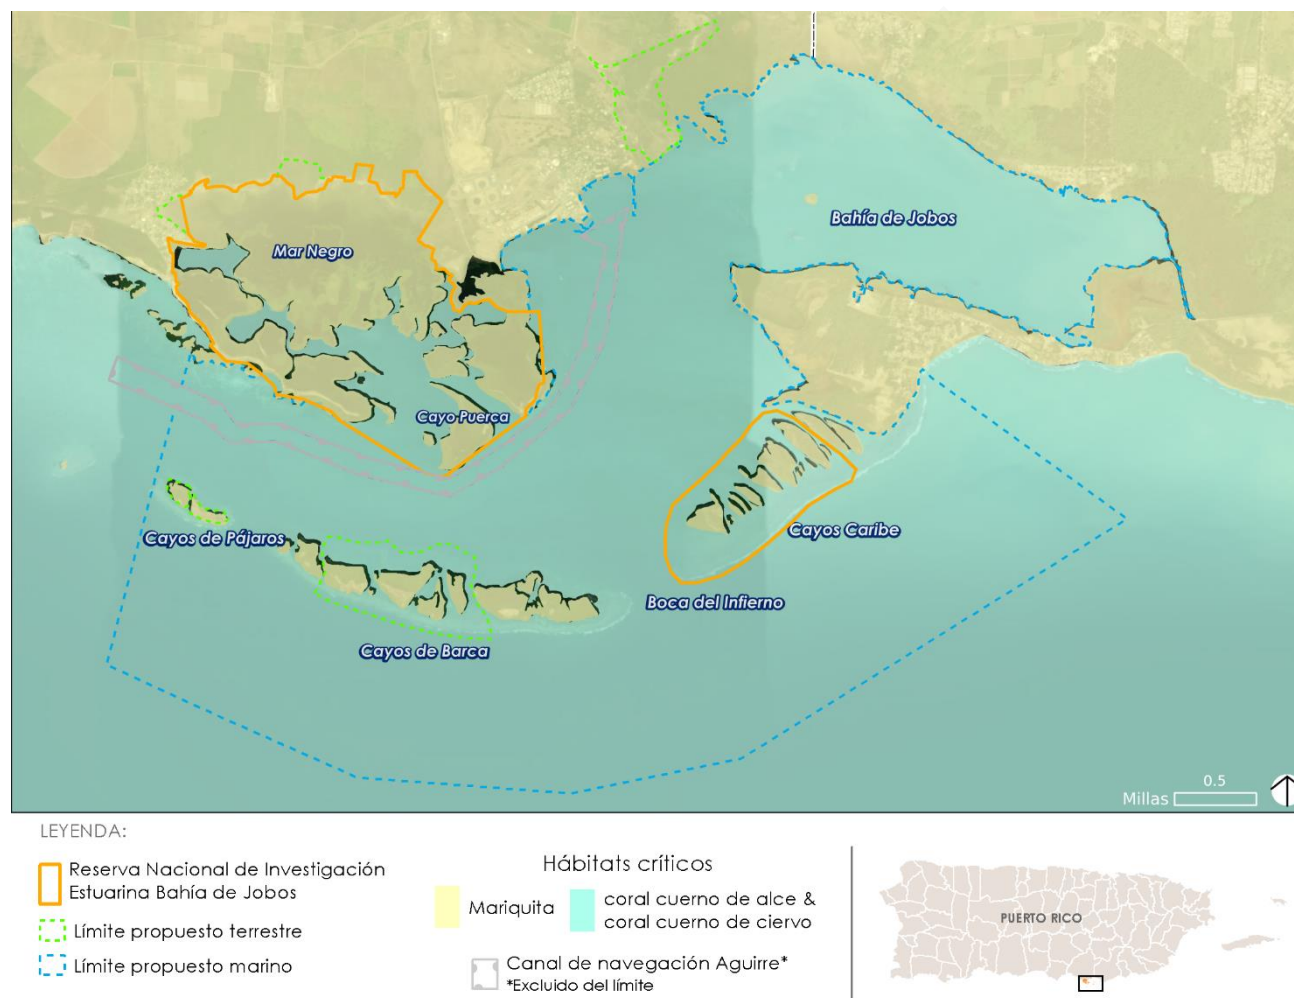 Bahía de Jobos
Mar Negro
Cayo Puerca
Cayos de Pájaros
Cayos Caribe
Boca del Infierno
Cayos de Barca
0.5
Millas
LEYENDA:
Reserva Nacional de Investigación
Estuarina Bahía de Jobos
Límite propuesto terrestre
Límite propuesto marino
Hábitats críticos
Mariquita
coral cuerno de alce &
coral cuerno de ciervo
Canal de navegación Aguirre*
*Excluido del límite
PUERTO RICO